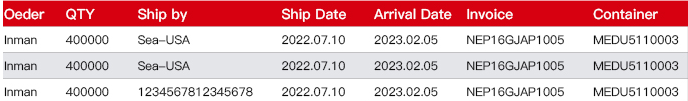 Oeder QTY Ship by Ship Date Arrival Date Invoice Container
Inman 400000 Sea-USA 2022.07.10 2023.02.05 NEP16GJAP1005 MEDU5110003
Inman 400000 Sea-USA 2022.07.10 2023.02.05 NEP16GJAP1005 MEDU5110003
Inman 400000 1234567812345678 2022.07.10 2023.02.05 NEP16GJAP1005 MEDU5110003